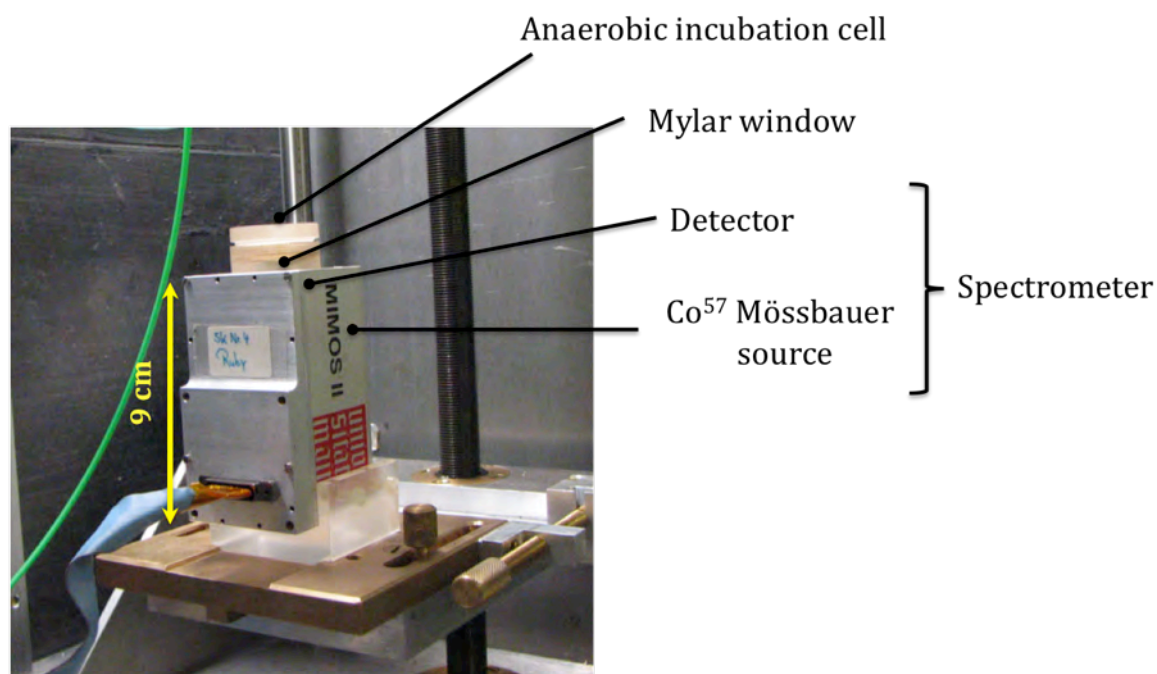 Anaerobic incubation cell
Mylar window
Detector
Co⁵⁷ Mössbauer
source
Spectrometer
9 cm
MIMOS II